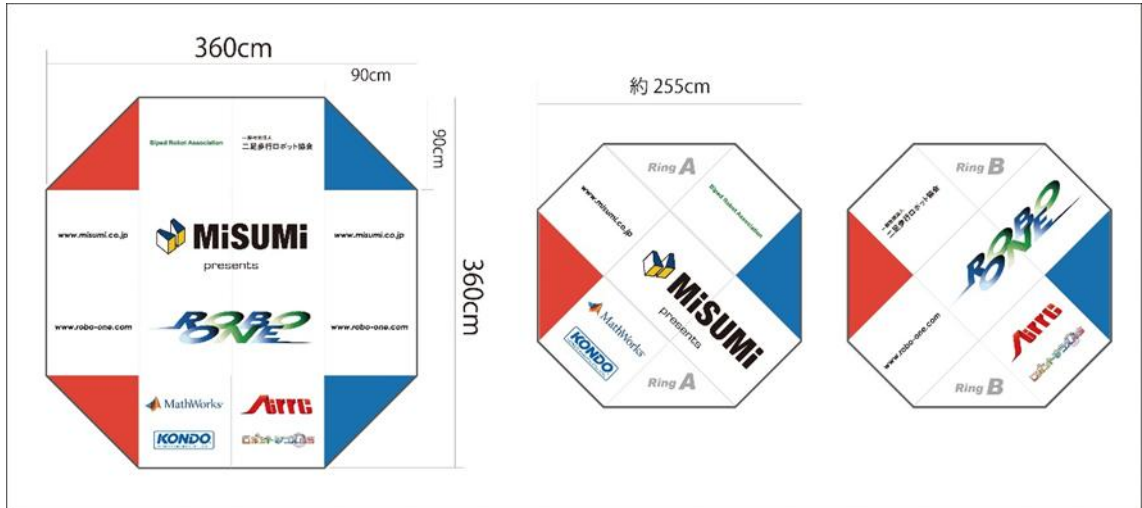 360cm
90cm
90cm
360cm
Biped Robot Association
一般社団法人
二足歩行ロボット協会
www.misumi.co.jp
MiSUMi
presents
www.misumi.co.jp
www.robo-one.com
ROBO ONE
www.robo-one.com
MathWorks
KONDO
約 255cm
Ring A
www.misumi.co.jp
Biped Robot Association
MiSUMi
presents
MathWorks
KONDO
Ring A
Ring B
一般社団法人
二足歩行ロボット協会
ROBO ONE
www.robo-one.com
Ring B